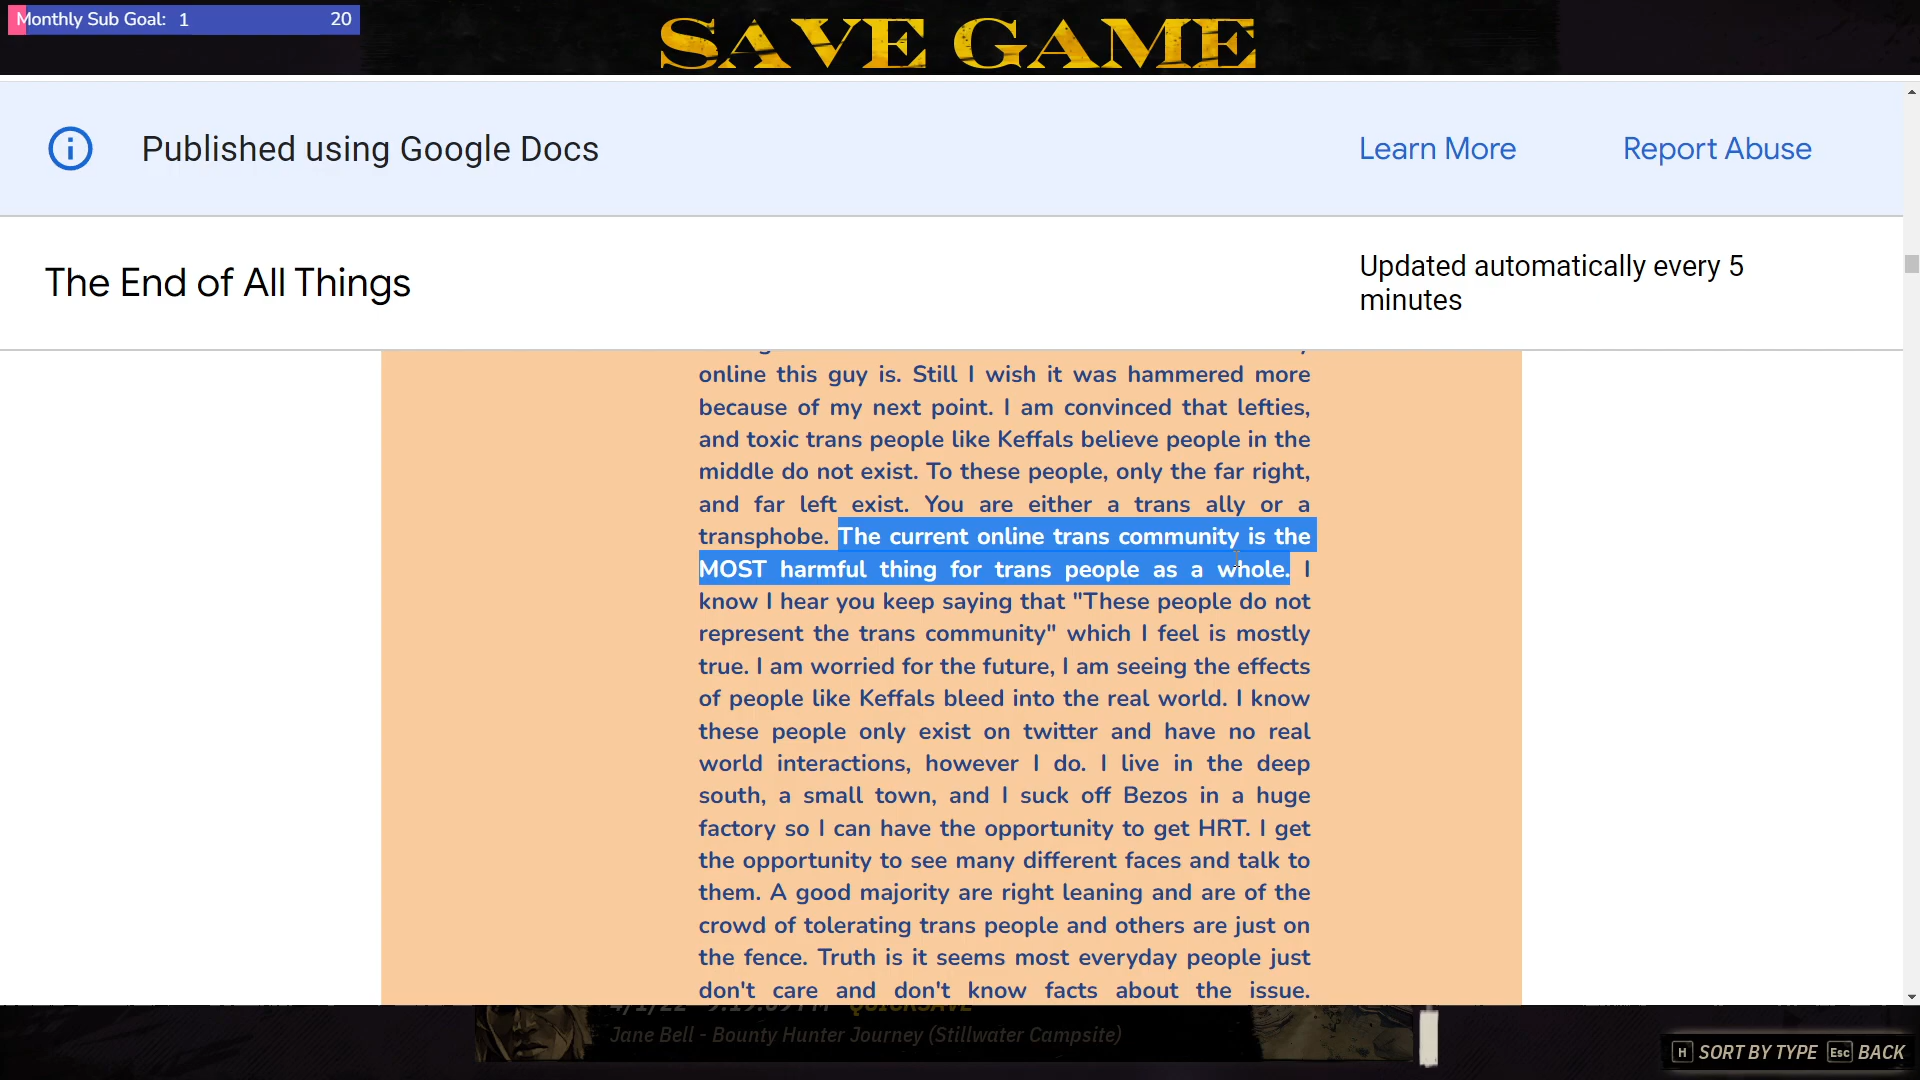 Monthly Sub Goal: 1 20
SAVE GAME
Published using Google Docs
Learn More
Report Abuse
The End of All Things
Updated automatically every 5
minutes
online this guy is. Still I wish it was hammered more
because of my next point. I am convinced that lefties,
and toxic trans people like Keffals believe people in the
middle do not exist. To these people, only the far right,
and far left exist. You are either a trans ally or a
transphobe. The current online trans community is the
MOST harmful thing for trans people as a whole. I
know I hear you keep saying that "These people do not
represent the trans community" which I feel is mostly
true. I am worried for the future, I am seeing the effects
of people like Keffals bleed into the real world. I know
these people only exist on twitter and have no real
world interactions, however I do. I live in the deep
south, a small town, and I suck off Bezos in a huge
factory so I can have the opportunity to get HRT. I get
the opportunity to see many different faces and talk to
them. A good majority are right leaning and are of the
crowd of tolerating trans people and others are just on
the fence. Truth is it seems most everyday people just
don't care and don't know facts about the issue.
Jane Bell - Bounty Hunter Journey (Stillwater Campsite)
H SORT BY TYPE Esc BACK